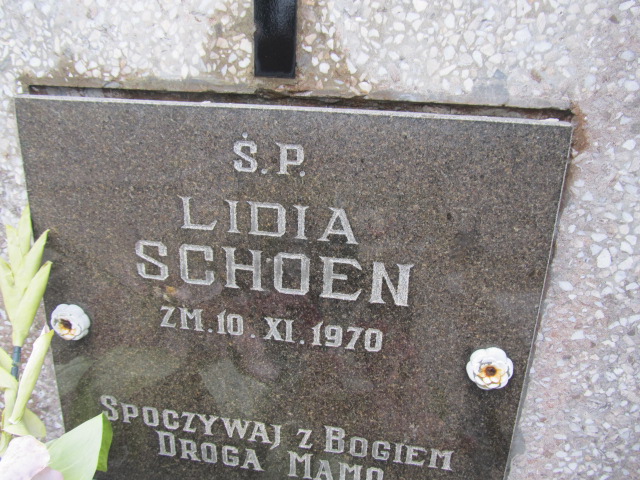 Ś.P.
LIDIA
SCHOEN
ZM.10.XI.1970
SPOCZYWAJ Z BOGIEM
DROGA MAMO